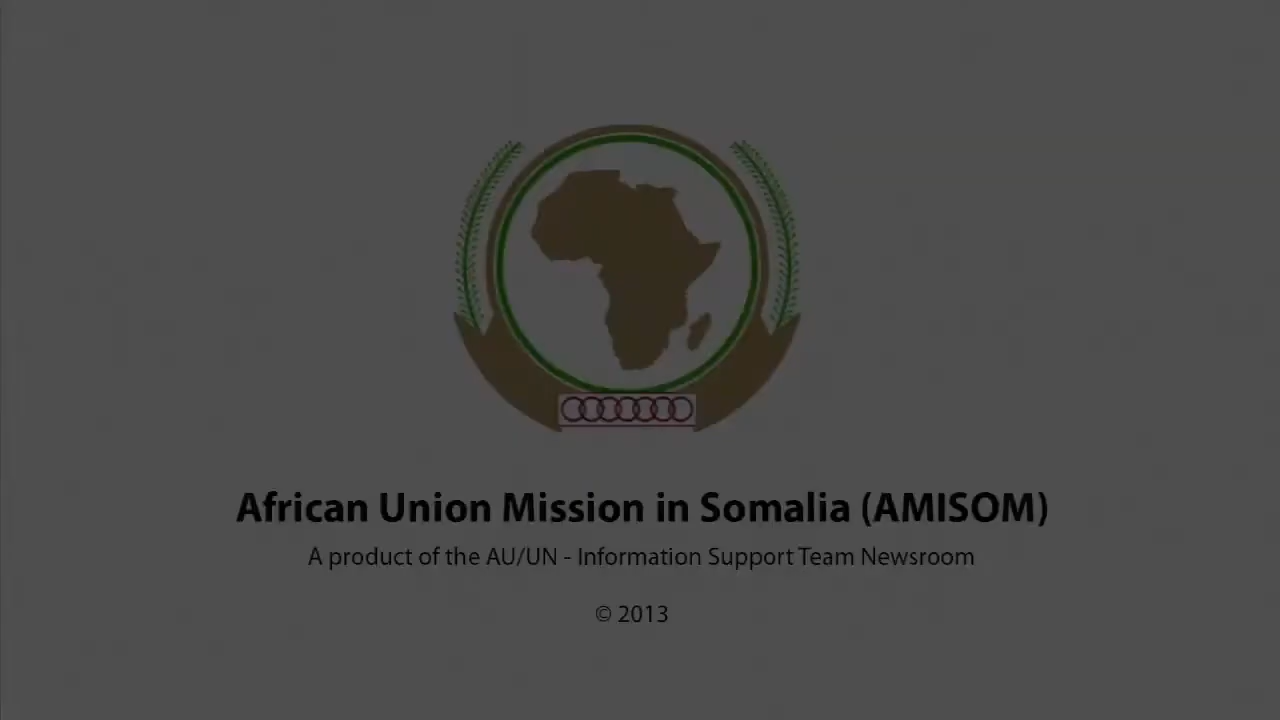 African Union Mission in Somalia (AMISOM)
A product of the AU/UN - Information Support Team Newsroom
© 2013